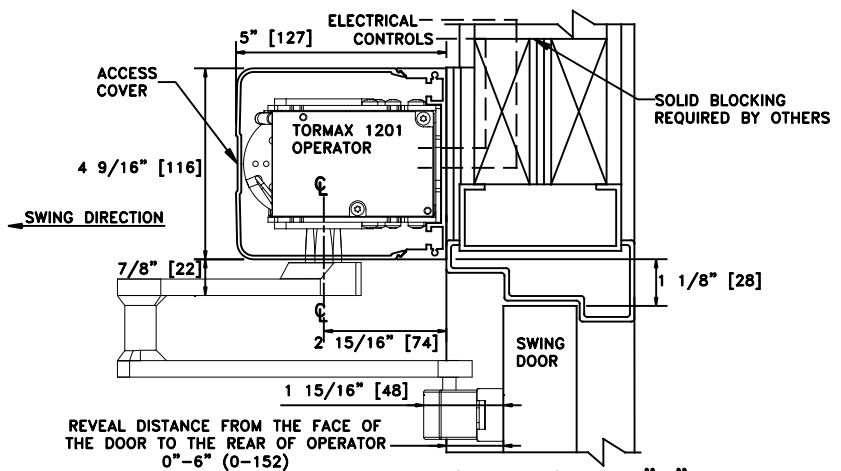 ELECTRICAL
CONTROLS
5" [127]
ACCESS
COVER
SOLID BLOCKING
REQUIRED BY OTHERS
TORMAX 1201
OPERATOR
4 9/16" [116]
℄
SWING DIRECTION
7/8" [22]
1 1/8" [28]
℄
2 15/16" [74]
SWING
DOOR
1 15/16" [48]
REVEAL DISTANCE FROM THE FACE OF
THE DOOR TO THE REAR OF OPERATOR
0"-6" (0-152)